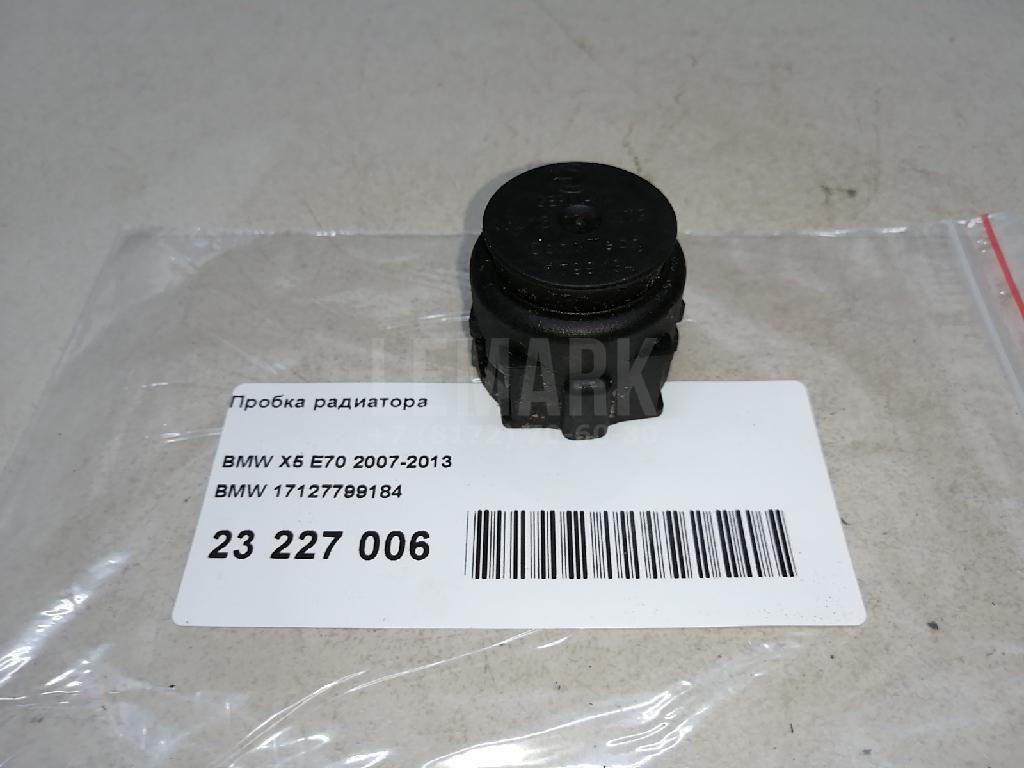 LEMARK
Пробка радиатора
BMW X5 E70 2007-2013
BMW 17127799184
23 227 006